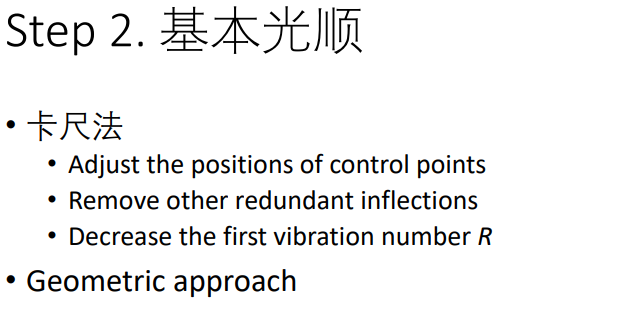 Step 2. 基本光顺
• 卡尺法
• Adjust the positions of control points
• Remove other redundant inflections
• Decrease the first vibration number R
• Geometric approach